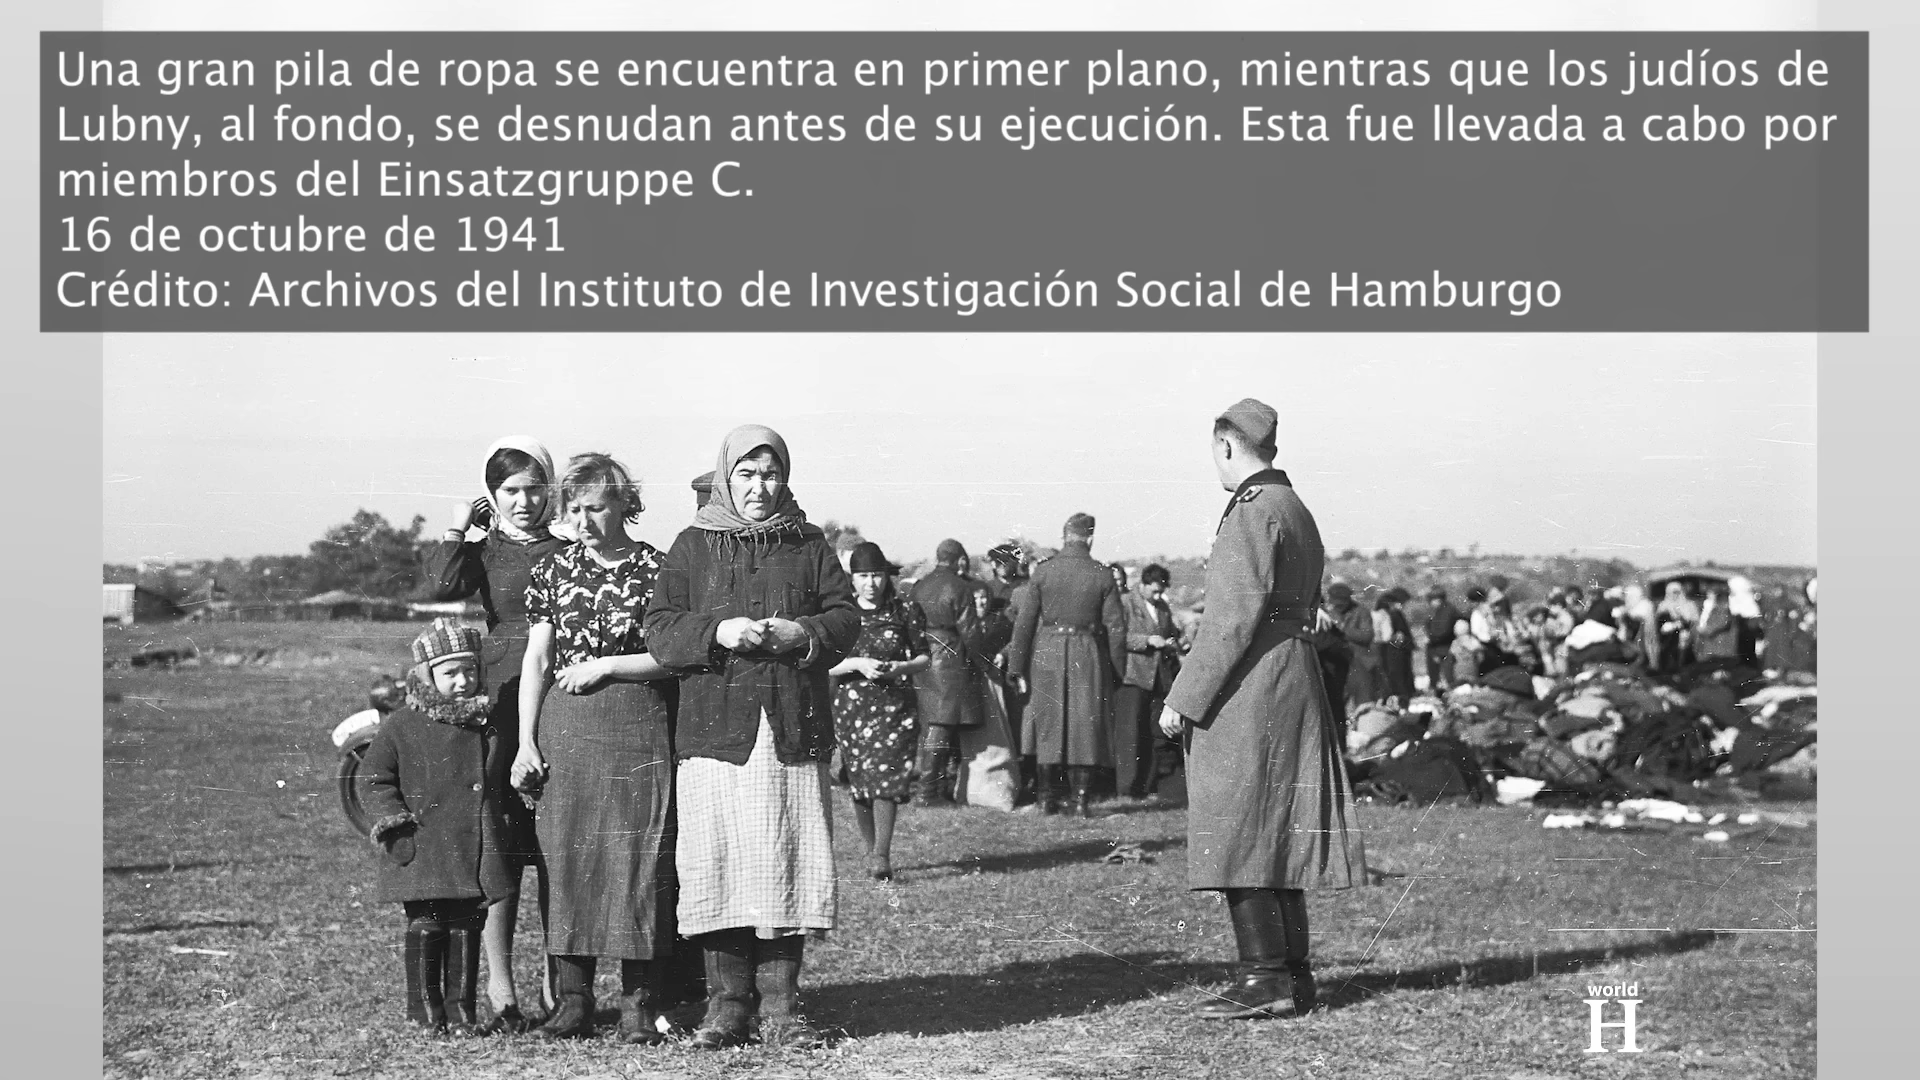 Una gran pila de ropa se encuentra en primer plano, mientras que los judíos de
Lubny, al fondo, se desnudan antes de su ejecución. Esta fue llevada a cabo por
miembros del Einsatzgruppe C.
16 de octubre de 1941
Crédito: Archivos del Instituto de Investigación Social de Hamburgo
world
H